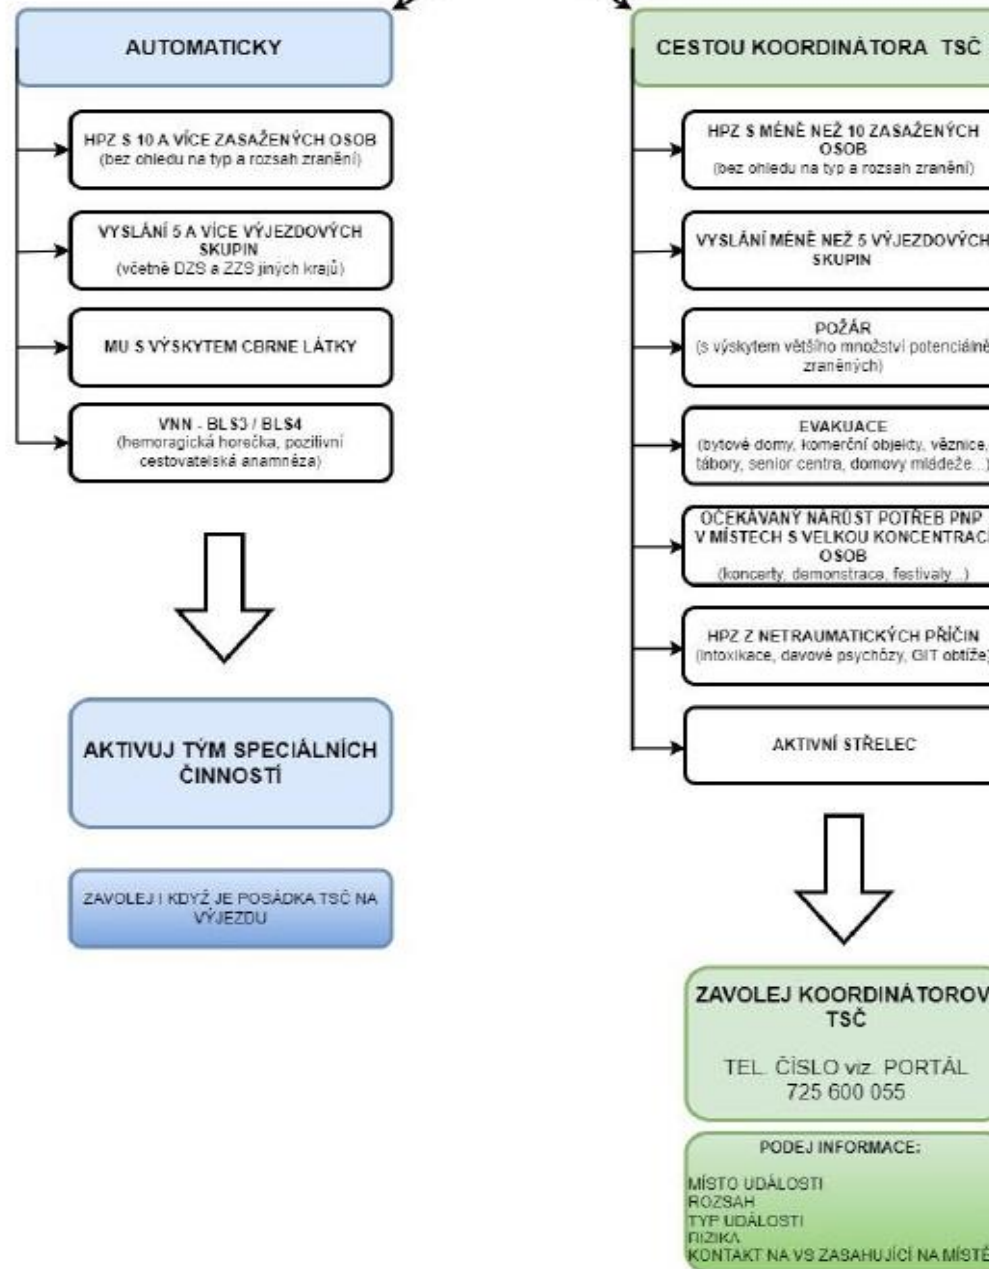 AUTOMATICKY
HPZ S 10 A VÍCE ZASAŽENÝCH OSOB
(bez ohledu na typ a rozsah zranění)
VYSLÁNÍ 5 A VÍCE VÝJEZDOVÝCH
SKUPIN
(včetně DZS a ZZS jiných krajů)
MU S VÝSKYTEM CBRNE LÁTKY
VNN - BLS3 / BLS4
(hemoragická horečka, pozitivní
cestovatelská anamnéza)
AKTIVUJ TÝM SPECIÁLNÍCH
ČINNOSTÍ
ZAVOLEJ I KDYŽ JE POSÁDKA TSČ NA
VÝJEZDU
CESTOU KOORDINÁTORA TSČ
HPZ S MÉNĚ NEŽ 10 ZASAŽENÝCH
OSOB
(bez ohledu na typ a rozsah zranění)
VYSLÁNÍ MÉNĚ NEŽ 5 VÝJEZDOVÝCH
SKUPIN
POŽÁR
(s výskytem většího množství potenciálně
zraněných)
EVAKUACE
(bytové domy, komerční objekty, věznice,
tábory, senior centra, domovy mládeže...)
OČEKÁVANÝ NÁRŮST POTŘEB PNP
V MÍSTECH S VELKOU KONCENTRACÍ
OSOB
(koncerty, demonstrace, festivaly...)
HPZ Z NETRAUMATICKÝCH PŘÍČIN
(intoxikace, davové psychózy, GIT obtíže)
AKTIVNÍ STŘELEC
ZAVOLEJ KOORDINÁTOROV
TSČ
TEL. ČÍSLO viz. PORTÁL
725 600 055
PODEJ INFORMACE:
MÍSTO UDÁLOSTI
ROZSAH
TYP UDÁLOSTI
RIZIKA
KONTAKT NA VS ZASAHUJÍCÍ NA MÍSTĚ